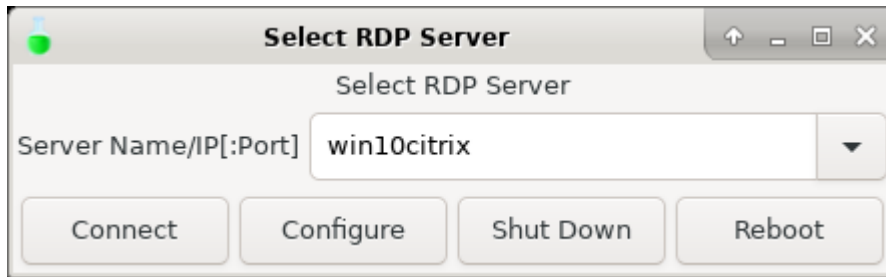 Select RDP Server
Select RDP Server
Server Name/IP[:Port] win10citrix
Connect Configure Shut Down Reboot